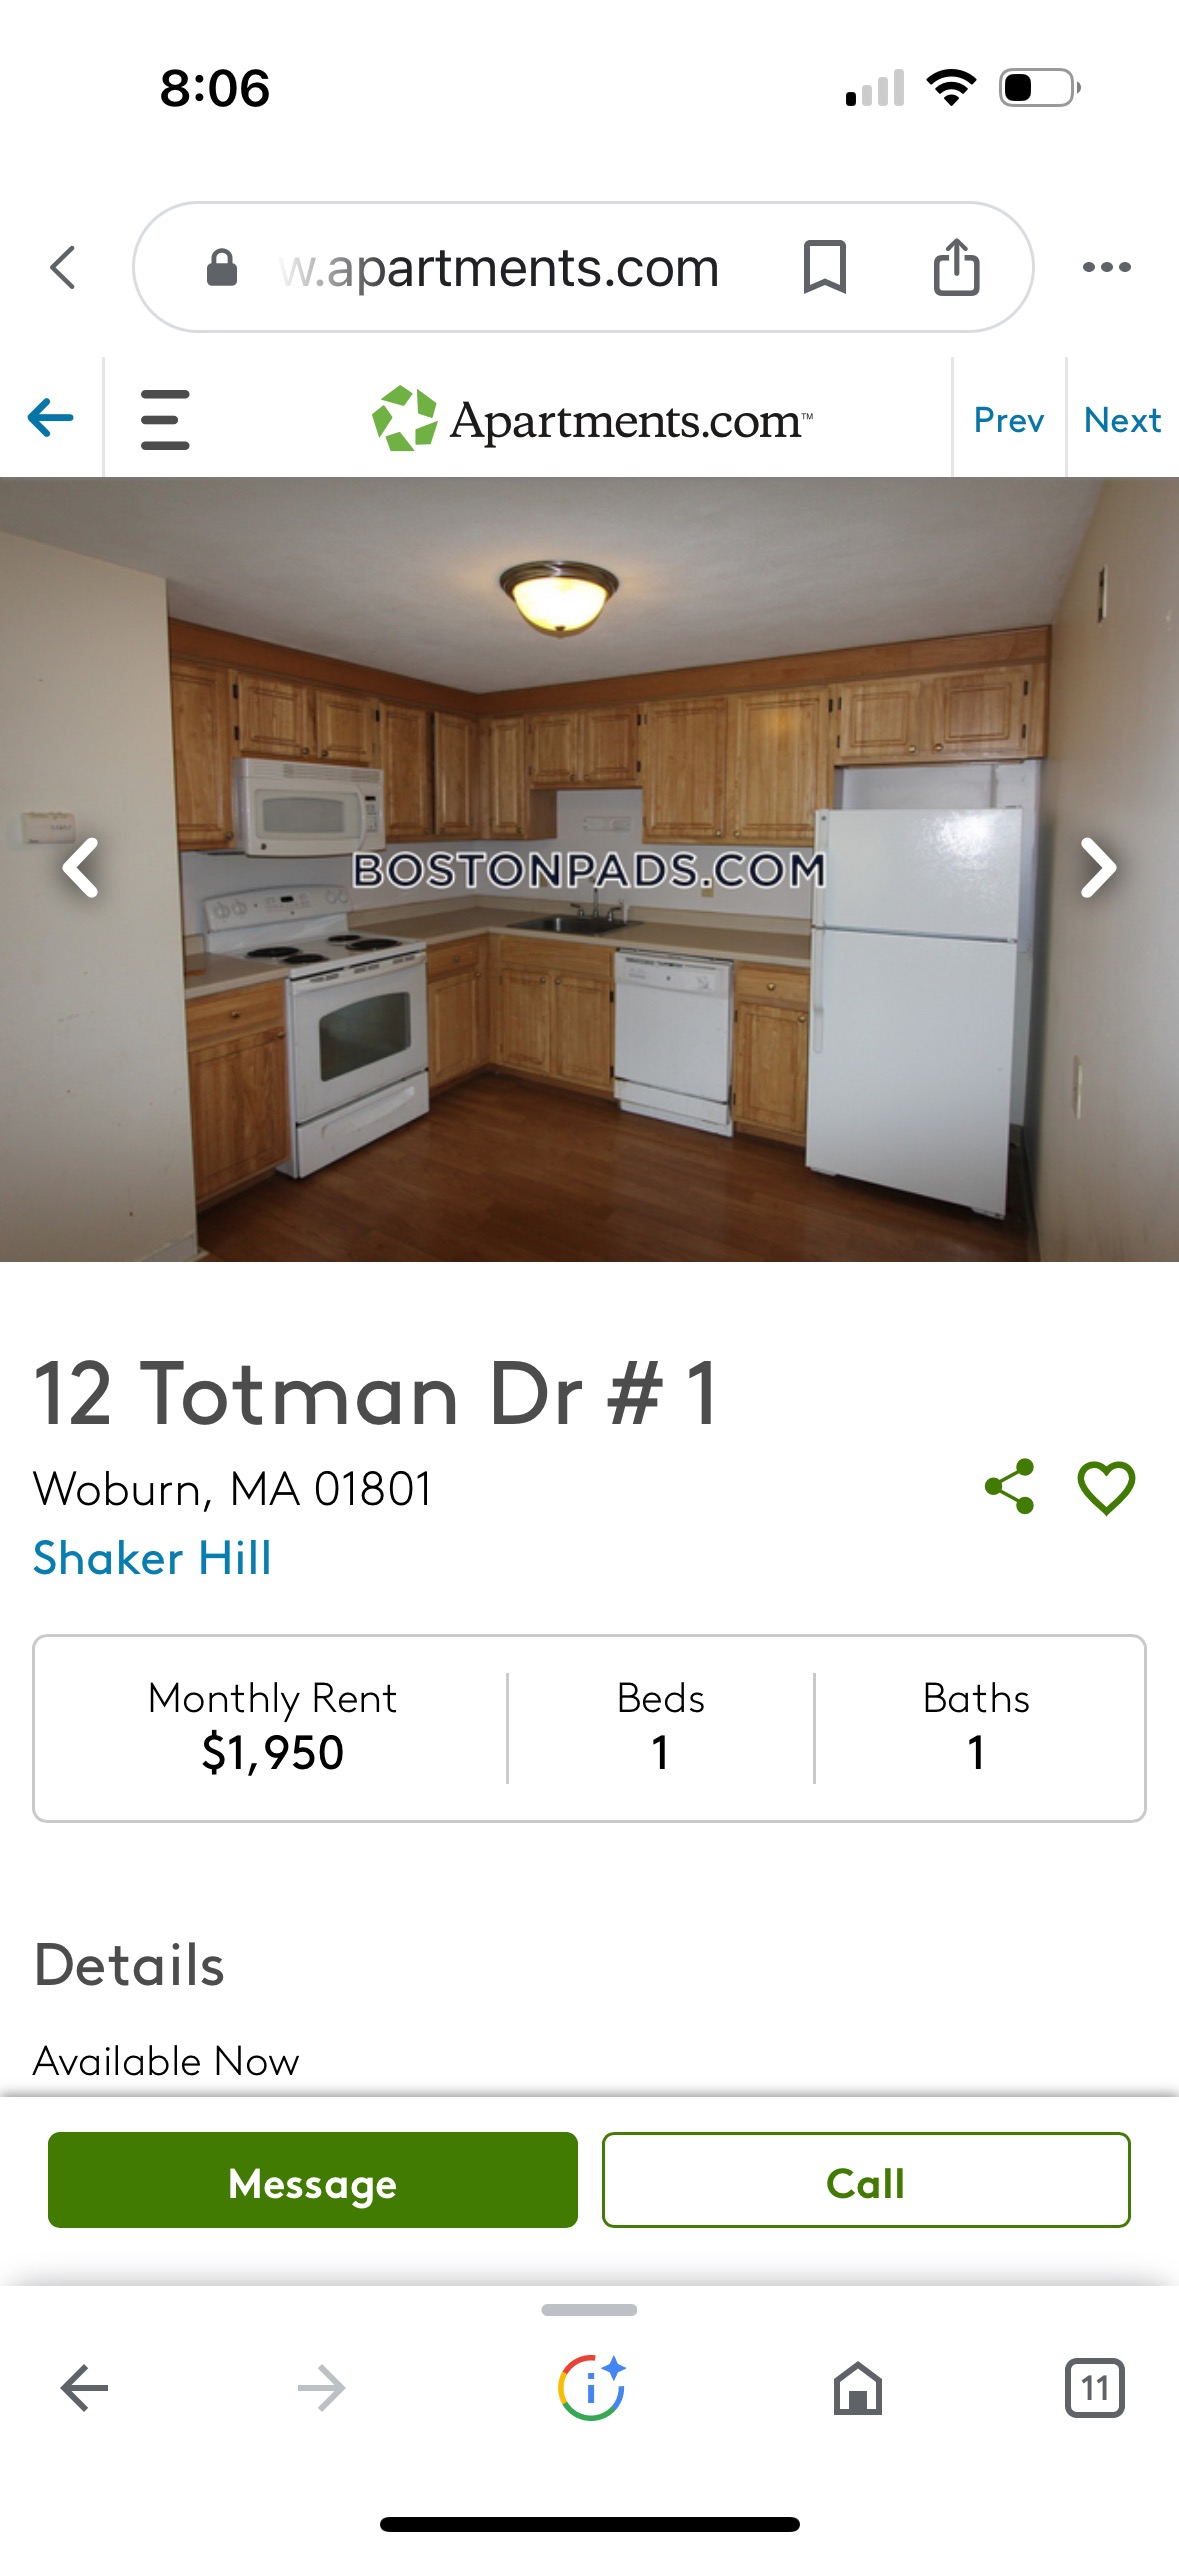 8:06
w.apartments.com
Apartments.com™
Prev
Next
BOSTONPADS.COM
12 Totman Dr # 1
Woburn, MA 01801
Shaker Hill
Monthly Rent
$1,950
Beds
1
Baths
1
Details
Available Now
Message
Call
i
11